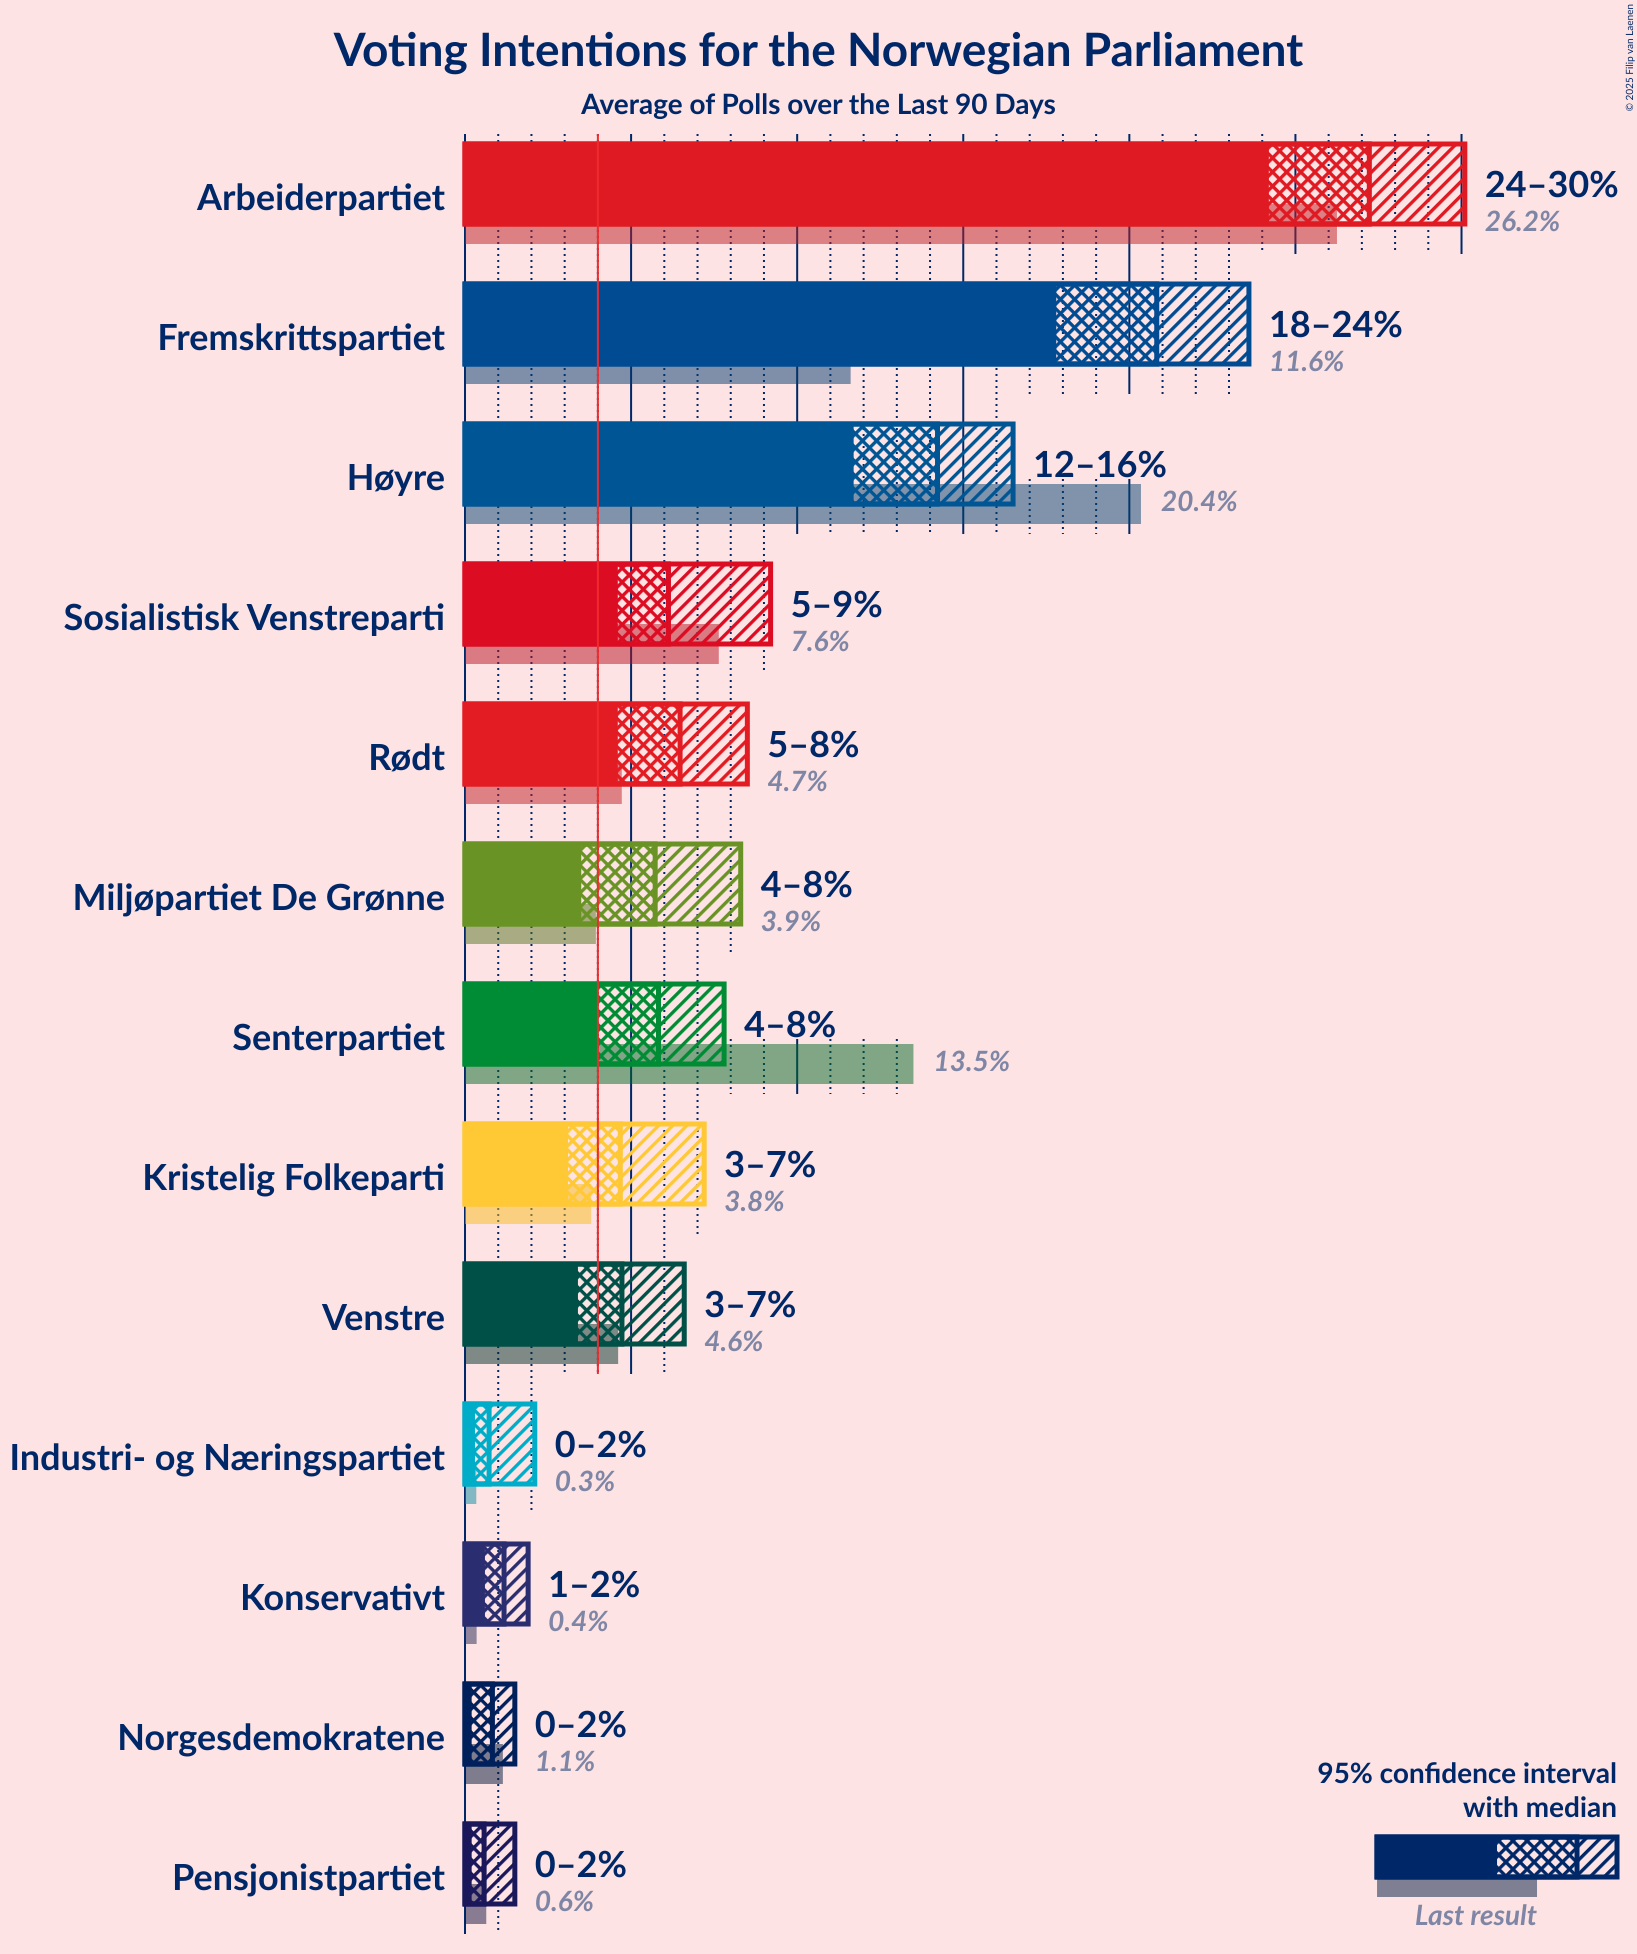 © 2025 Filip van Laenen
Voting Intentions for the Norwegian Parliament
Average of Polls over the Last 90 Days
Arbeiderpartiet
24–30%
26.2%
Fremskrittspartiet
18–24%
11.6%
Høyre
12–16%
20.4%
Sosialistisk Venstreparti
5–9%
7.6%
Rødt
5–8%
4.7%
Miljøpartiet De Grønne
4–8%
3.9%
Senterpartiet
4–8%
13.5%
Kristelig Folkeparti
3–7%
3.8%
Venstre
3–7%
4.6%
Industri- og Næringspartiet
0–2%
0.3%
Konservativt
1–2%
0.4%
Norgesdemokratene
0–2%
1.1%
Pensjonistpartiet
0–2%
0.6%
95% confidence interval
with median
Last result